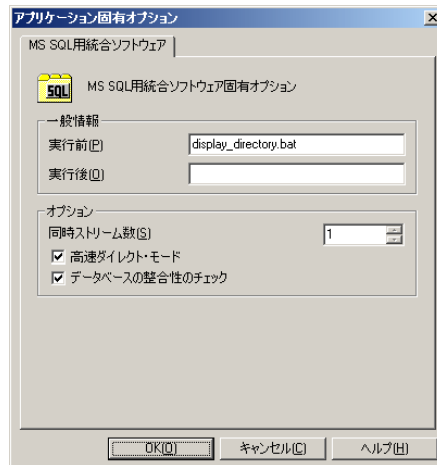 アプリケーション固有オプション
MS SQL用統合ソフトウェア
SQL
MS SQL用統合ソフトウェア固有オプション
一般情報
実行前(P)
display_directory.bat
実行後(O)
オプション
同時ストリーム数(S)
1
高速ダイレクト・モード
データベースの整合性のチェック
OK(O)
キャンセル(C)
ヘルプ(H)